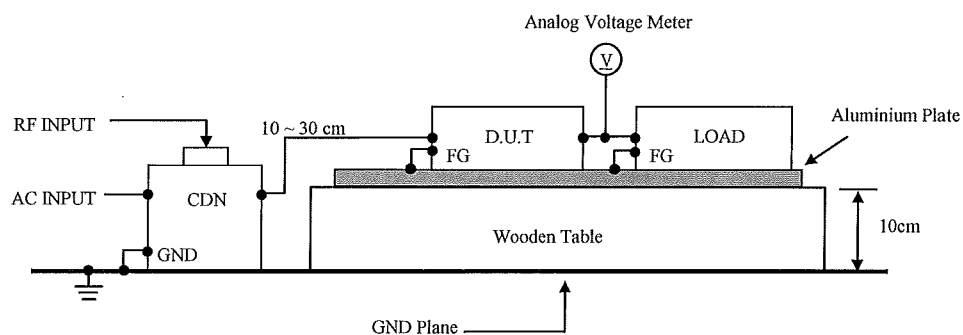 Analog Voltage Meter
V
RF INPUT
10 ~ 30 cm
D.U.T
LOAD
Aluminium Plate
FG
FG
AC INPUT
CDN
10cm
Wooden Table
GND
GND Plane